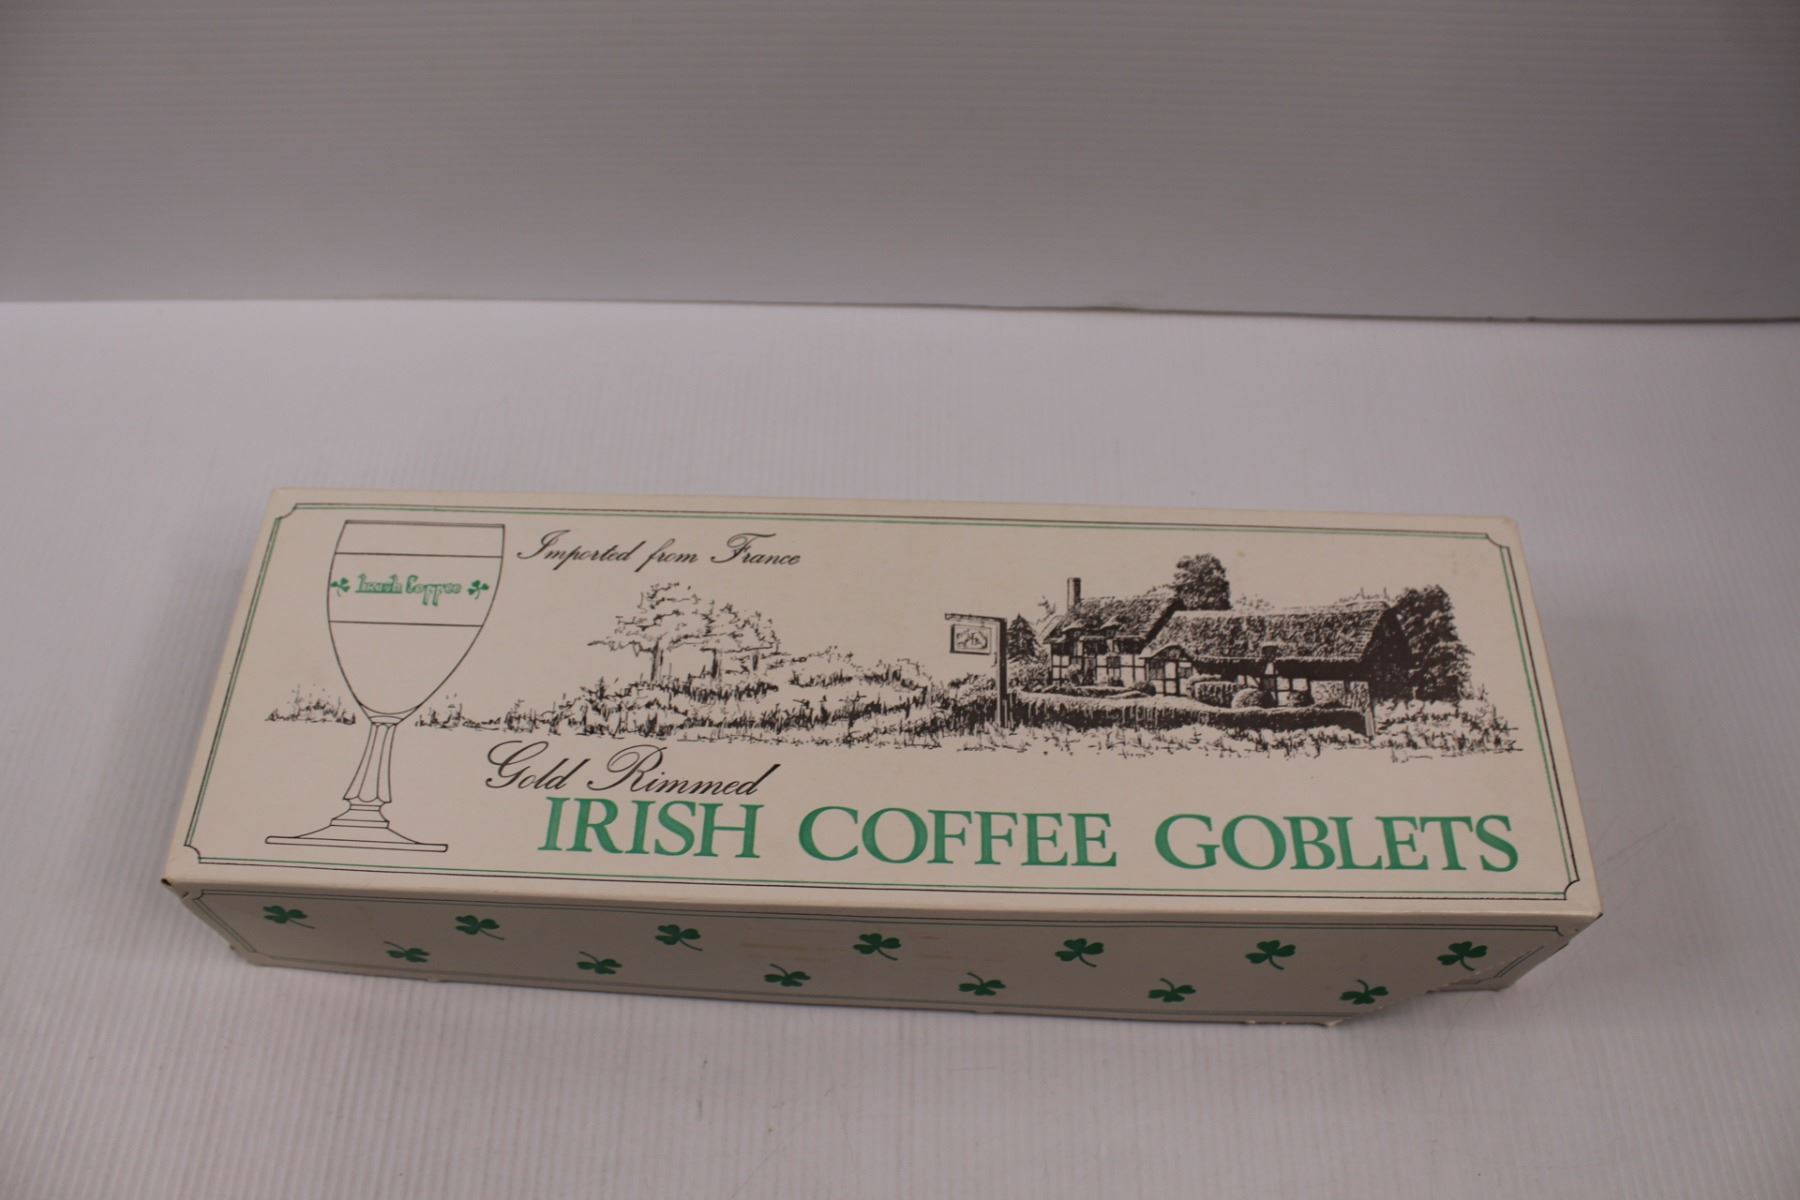 Imported from France
Irish Coffee
Gold Rimmed
IRISH COFFEE GOBLETS